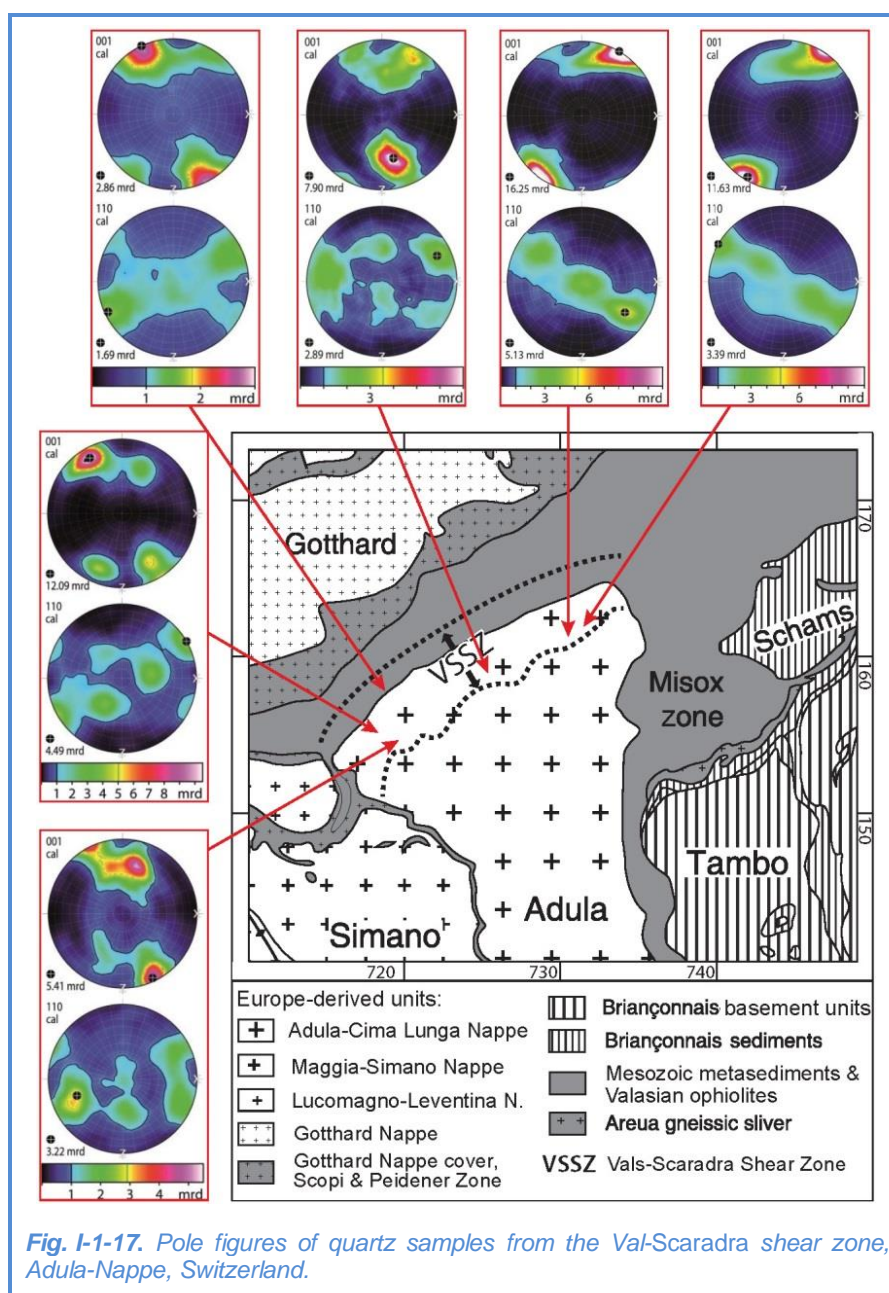 001
cal
X
2.86 mrd
Z
110
cal
X
1.69 mrd
Z
1 2 mrd
001
cal
X
7.90 mrd
Z
110
cal
X
2.89 mrd
Z
3 mrd
001
cal
X
16.25 mrd
Z
110
cal
X
5.13 mrd
Z
3 6 mrd
001
cal
X
11.63 mrd
Z
110
cal
X
3.39 mrd
Z
3 6 mrd
001
cal
X
12.09 mrd
Z
110
cal
X
4.49 mrd
Z
1 2 3 4 5 6 7 8 mrd
001
cal
X
5.41 mrd
Z
110
cal
X
3.22 mrd
Z
1 2 3 4 mrd
Gotthard
VSSZ
Schams
Misox
zone
Tambo
Adula
Simano
170
160
150
720 730 740
Europe-derived units:
Adula-Cima Lunga Nappe
Maggia-Simano Nappe
Lucomagno-Leventina N.
Gotthard Nappe
Gotthard Nappe cover,
Scopi & Peidener Zone
Briançonnais basement units
Briançonnais sediments
Mesozoic metasediments &
Valasian ophiolites
Areua gneissic sliver
VSSZ Vals-Scaradra Shear Zone
Fig. I-1-17. Pole figures of quartz samples from the Val-Scaradra shear zone,
Adula-Nappe, Switzerland.